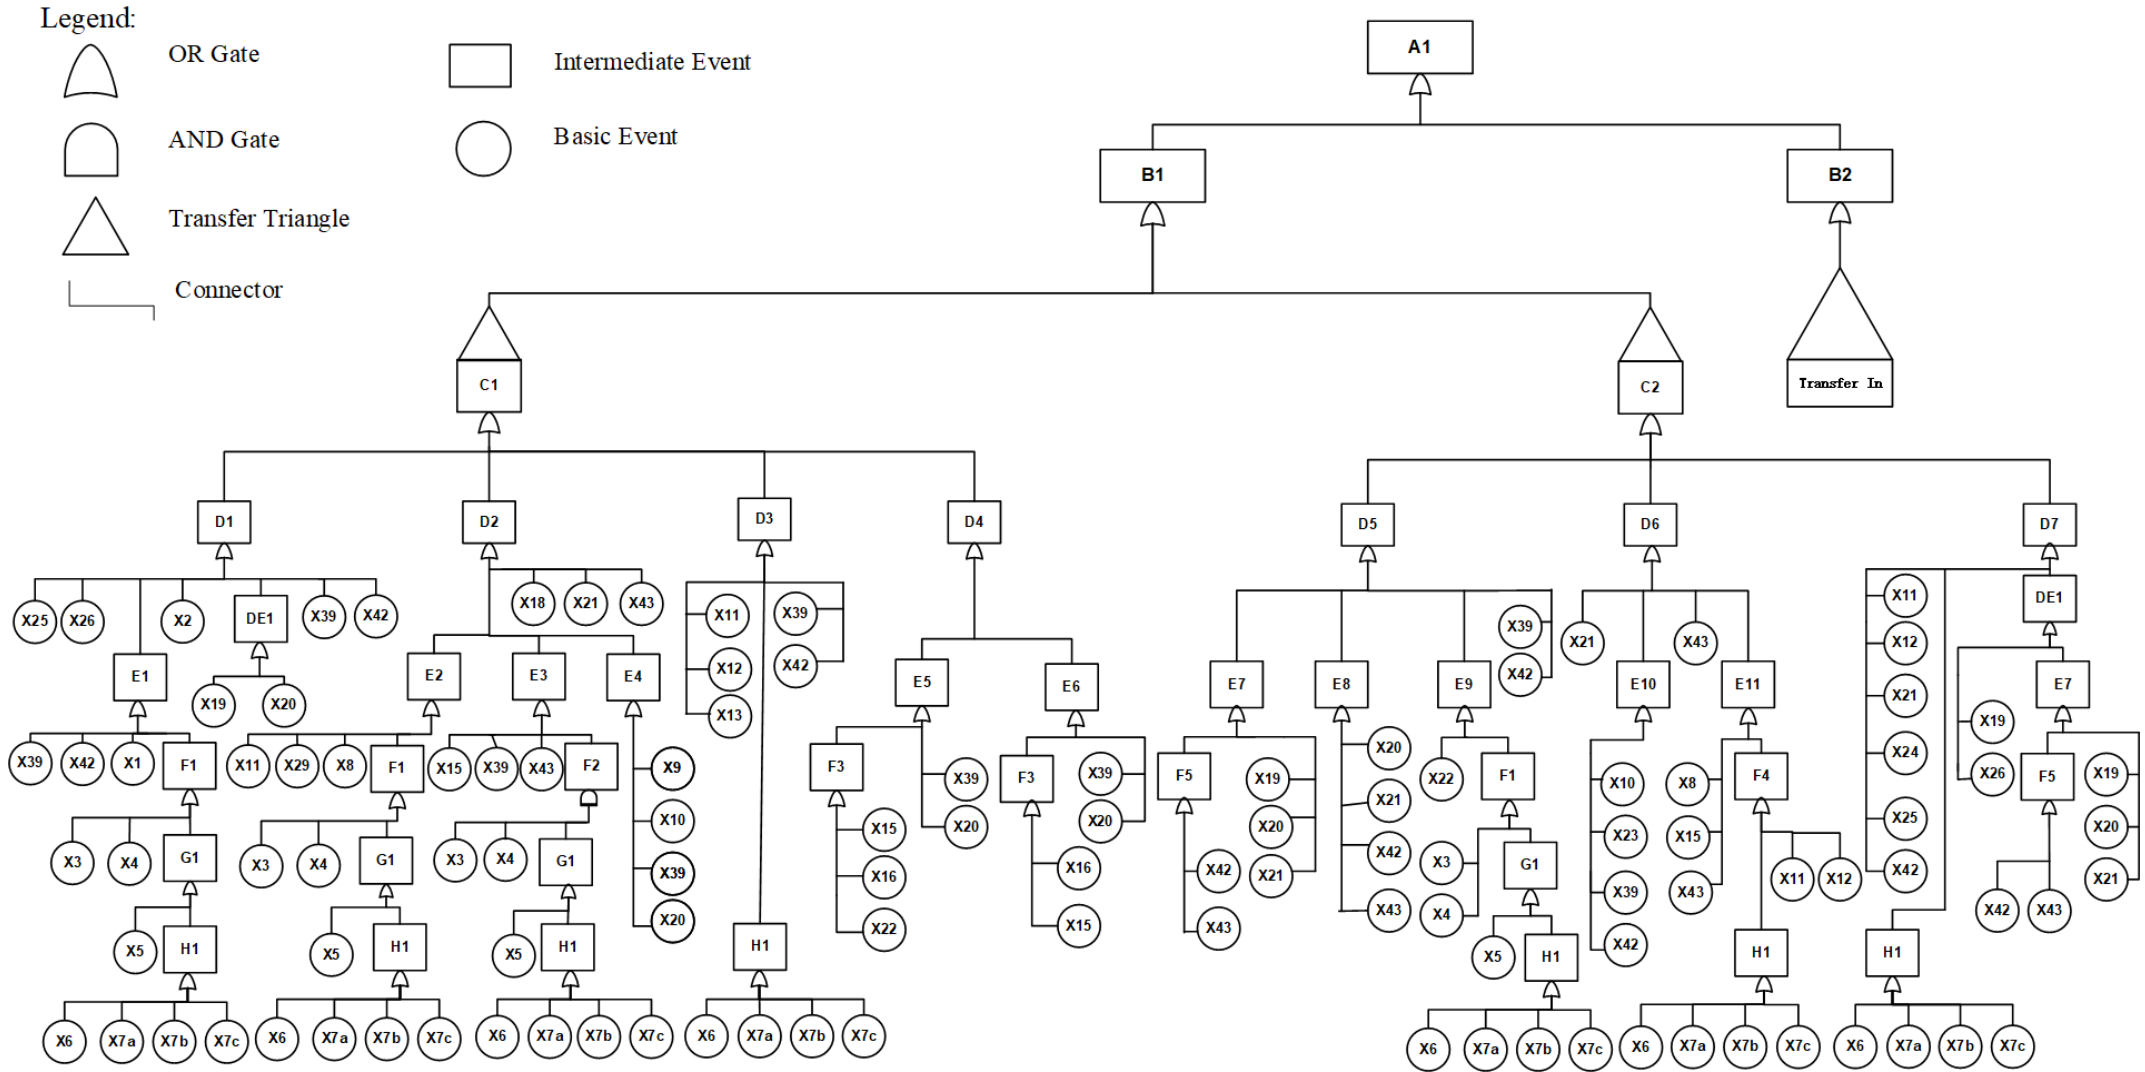 Legend:
OR Gate
Intermediate Event
AND Gate
Basic Event
Transfer Triangle
Connector
A1
B1
B2
C1
C2
Transfer In
D1
D2
D3
D4
D5
D6
D7
X25
X26
X2
DE1
X39
X42
X18
X21
X43
X11
X39
X12
X42
X13
X39
X42
X21
X43
X11
DE1
X12
X21
X24
X25
X42
E1
X19
X20
E2
E3
E4
E5
E6
E7
E8
E9
E10
E11
E7
X19
X26
X39
X42
X1
F1
X11
X29
X8
F1
X15
X39
X43
F2
X9
X10
X39
X20
F3
X39
X20
F3
X39
X20
F5
X19
X20
X21
X20
X21
X42
X43
X22
F1
X10
X23
X39
X42
X8
X15
X43
F4
F5
X19
X20
X21
X3
X4
G1
X3
X4
G1
X3
X4
G1
X15
X16
X22
X16
X15
X42
X43
X3
X4
G1
X11
X12
X42
X43
X5
H1
X5
H1
X5
H1
H1
X5
H1
H1
H1
X6
X7a
X7b
X7c
X6
X7a
X7b
X7c
X6
X7a
X7b
X7c
X6
X7a
X7b
X7c
X6
X7a
X7b
X7c
X6
X7a
X7b
X7c
X6
X7a
X7b
X7c